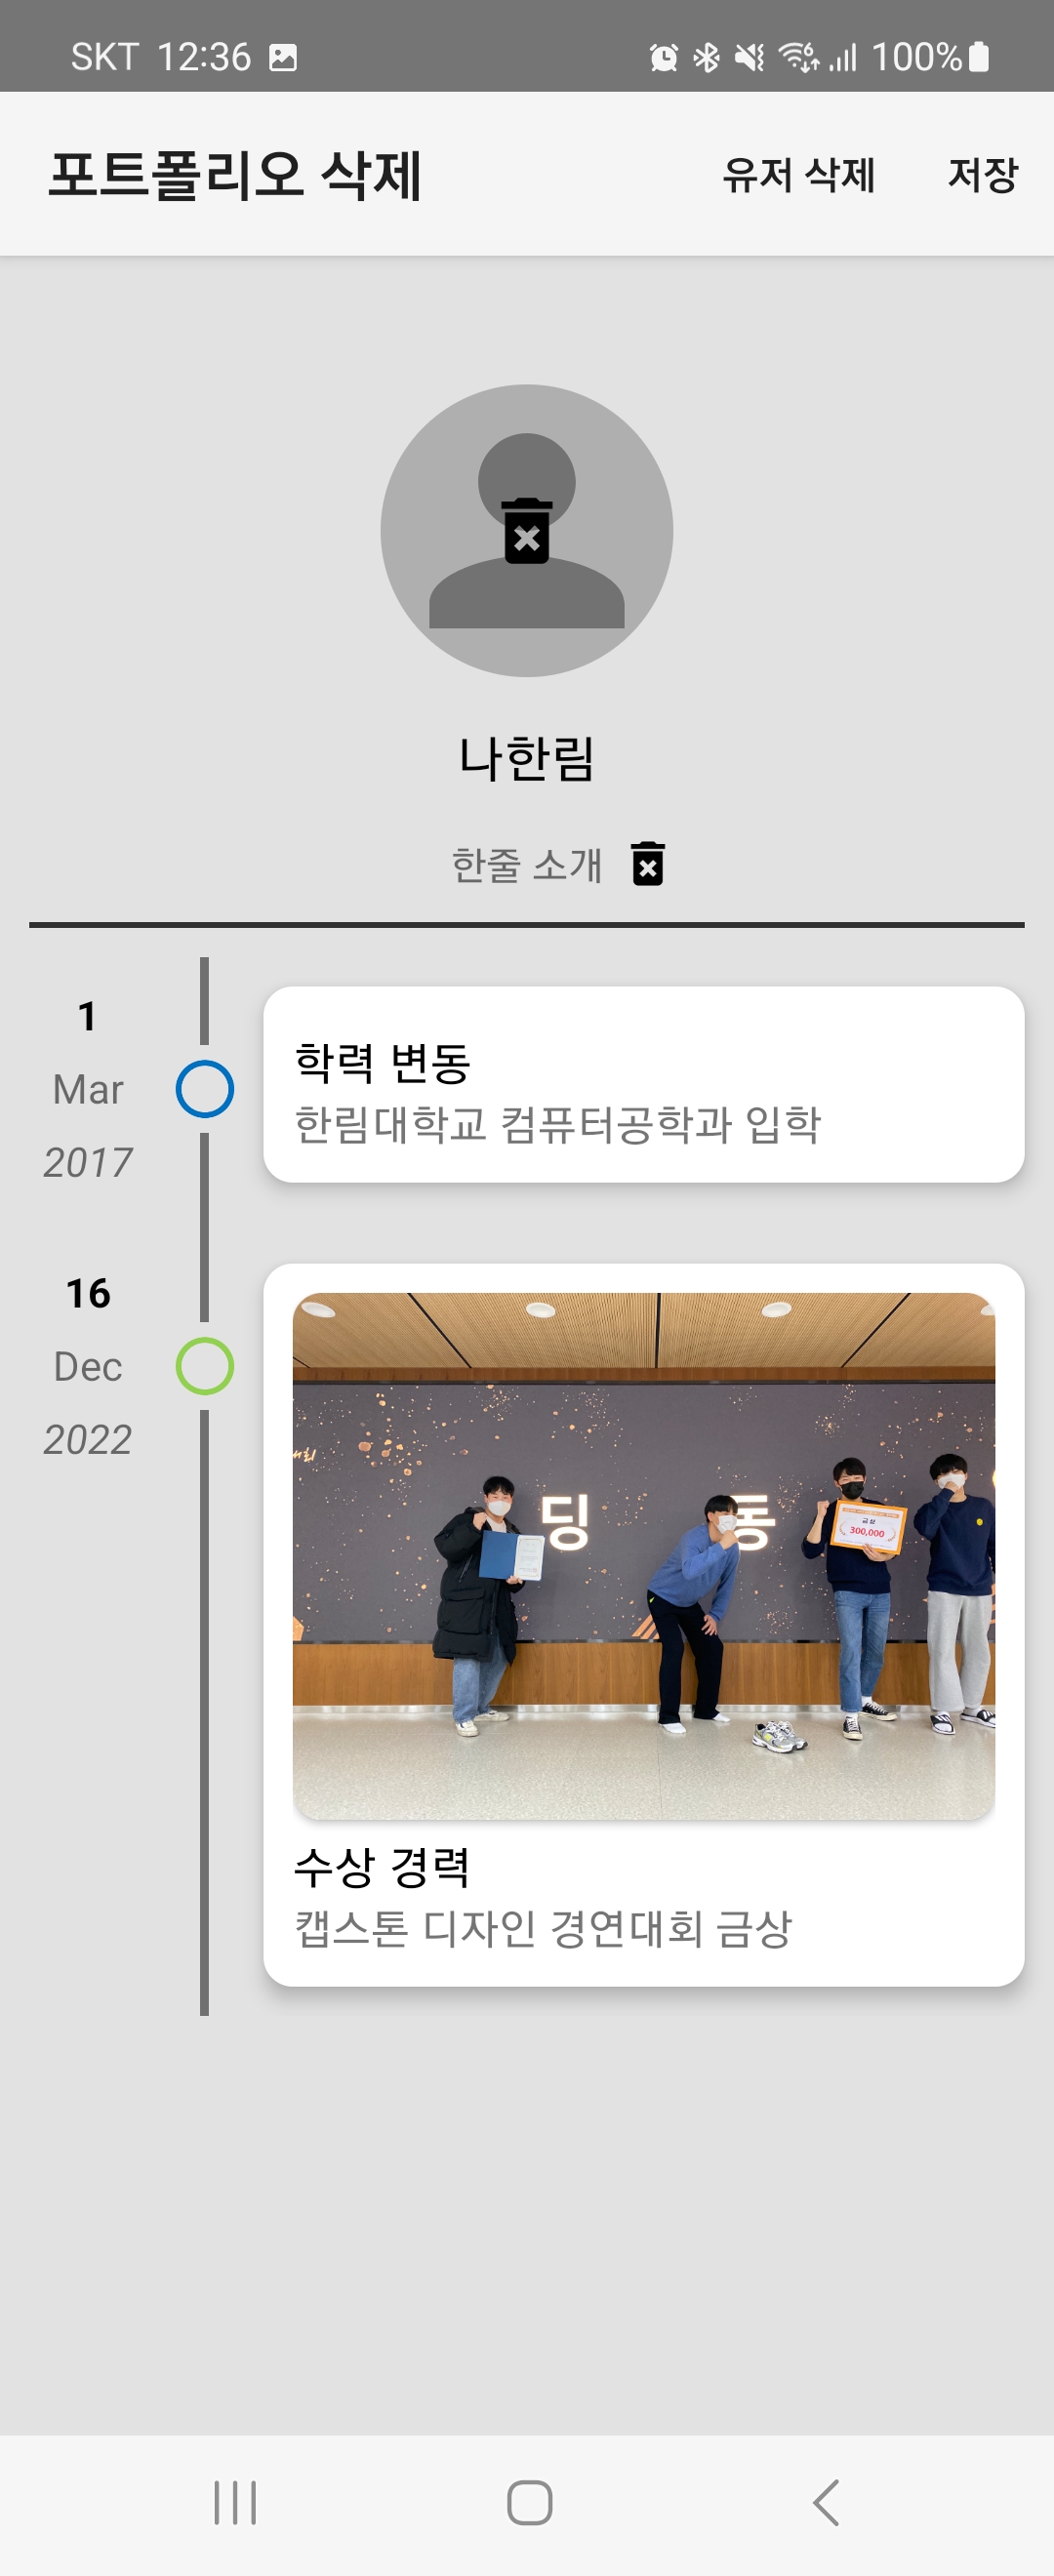 SKT 12:36 100%
포트폴리오 삭제 유저 삭제 저장
나한림
한줄 소개
1
Mar
2017
학력 변동
한림대학교 컴퓨터공학과 입학
16
Dec
2022
딩 동
금상
300,000
수상 경력
캡스톤 디자인 경연대회 금상